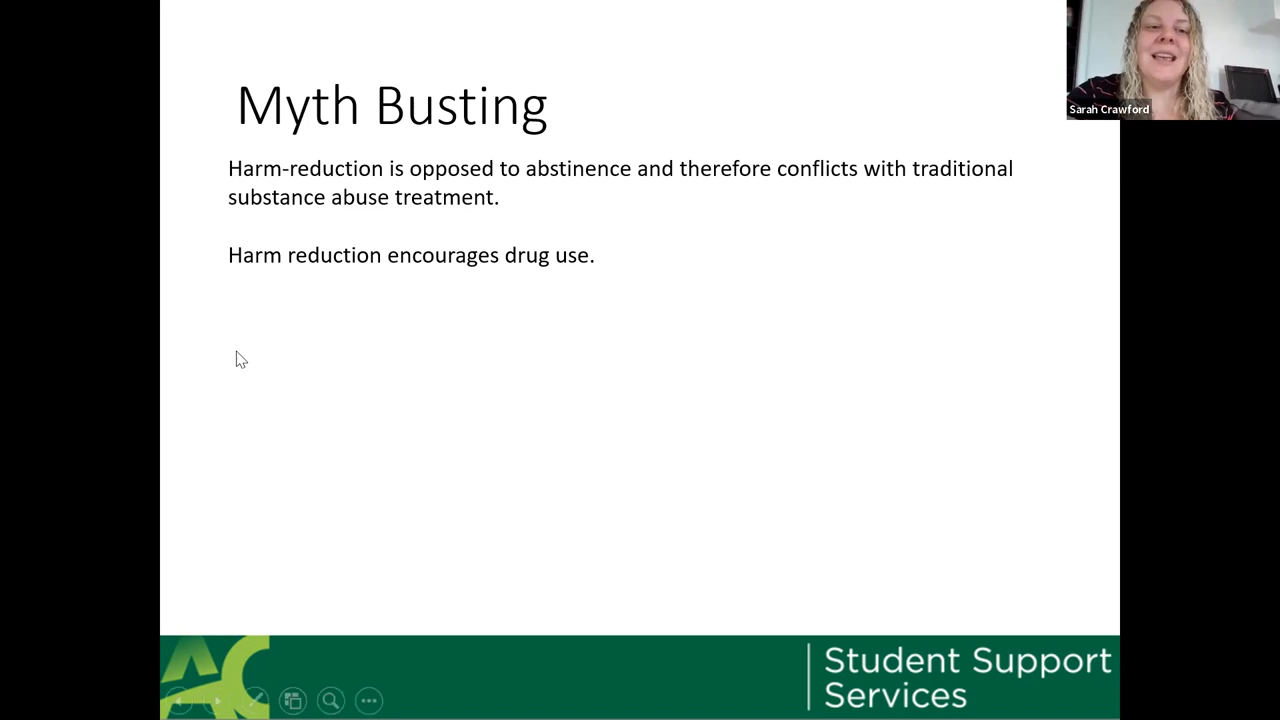 Myth Busting
Sarah Crawford
Harm-reduction is opposed to abstinence and therefore conflicts with traditional
substance abuse treatment.
Harm reduction encourages drug use.
AC
Student Support
Services